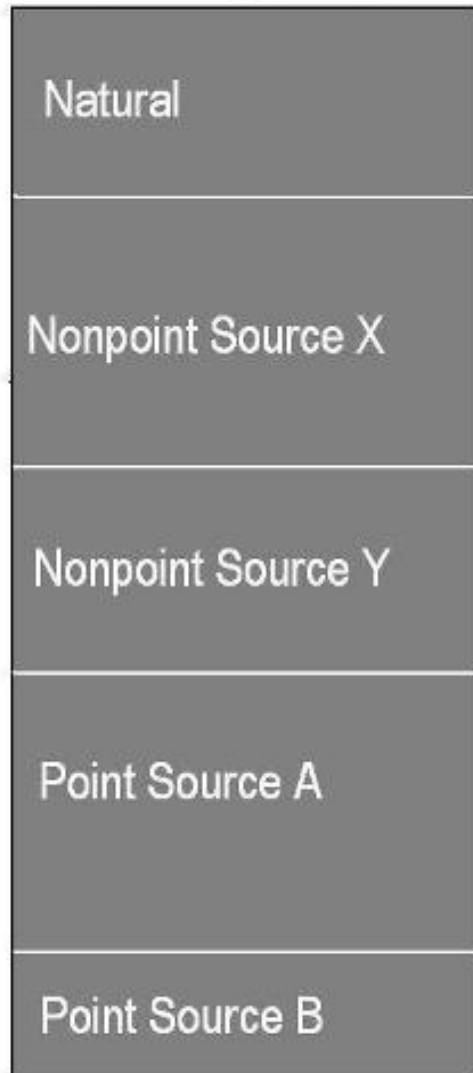 Natural
Nonpoint Source X
Nonpoint Source Y
Point Source A
Point Source B